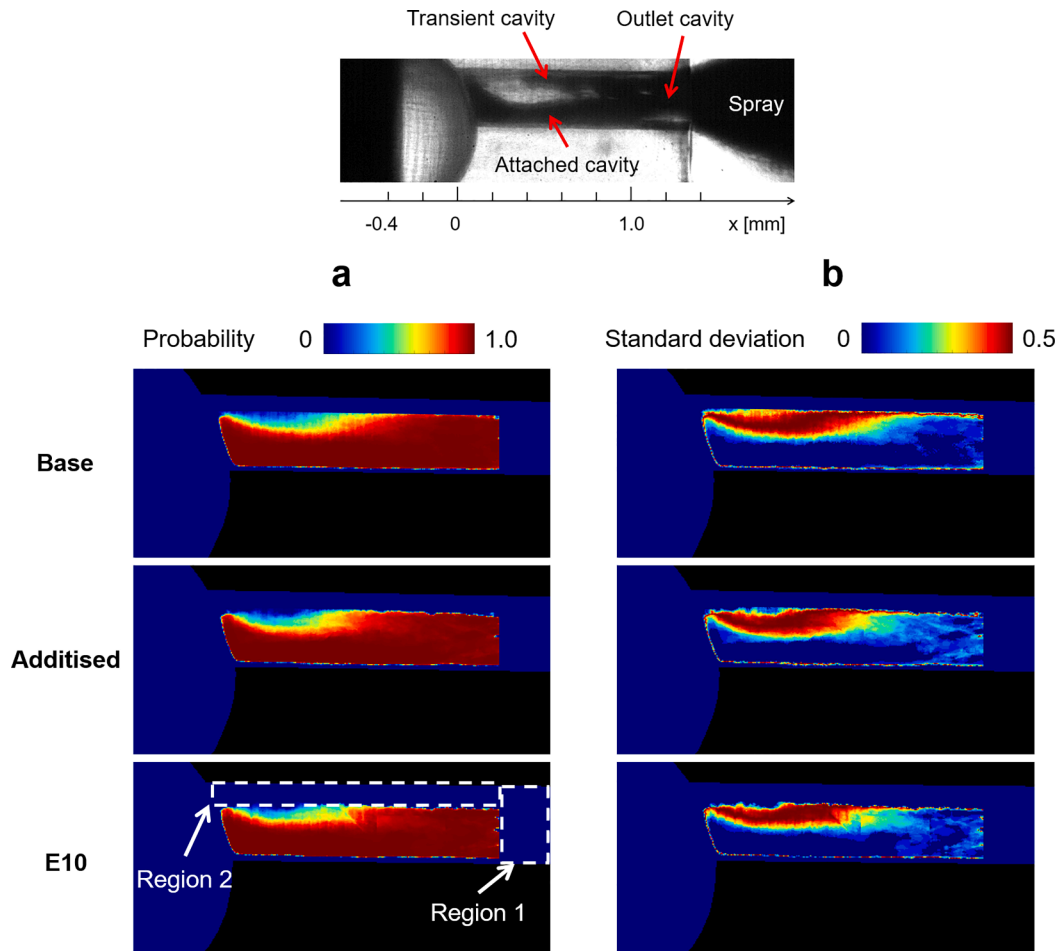 Transient cavity
Outlet cavity
Spray
Attached cavity
-0.4 0 1.0 x [mm]
a b
Probability 0 1.0
Standard deviation 0 0.5
Base
Additised
E10
Region 2
Region 1